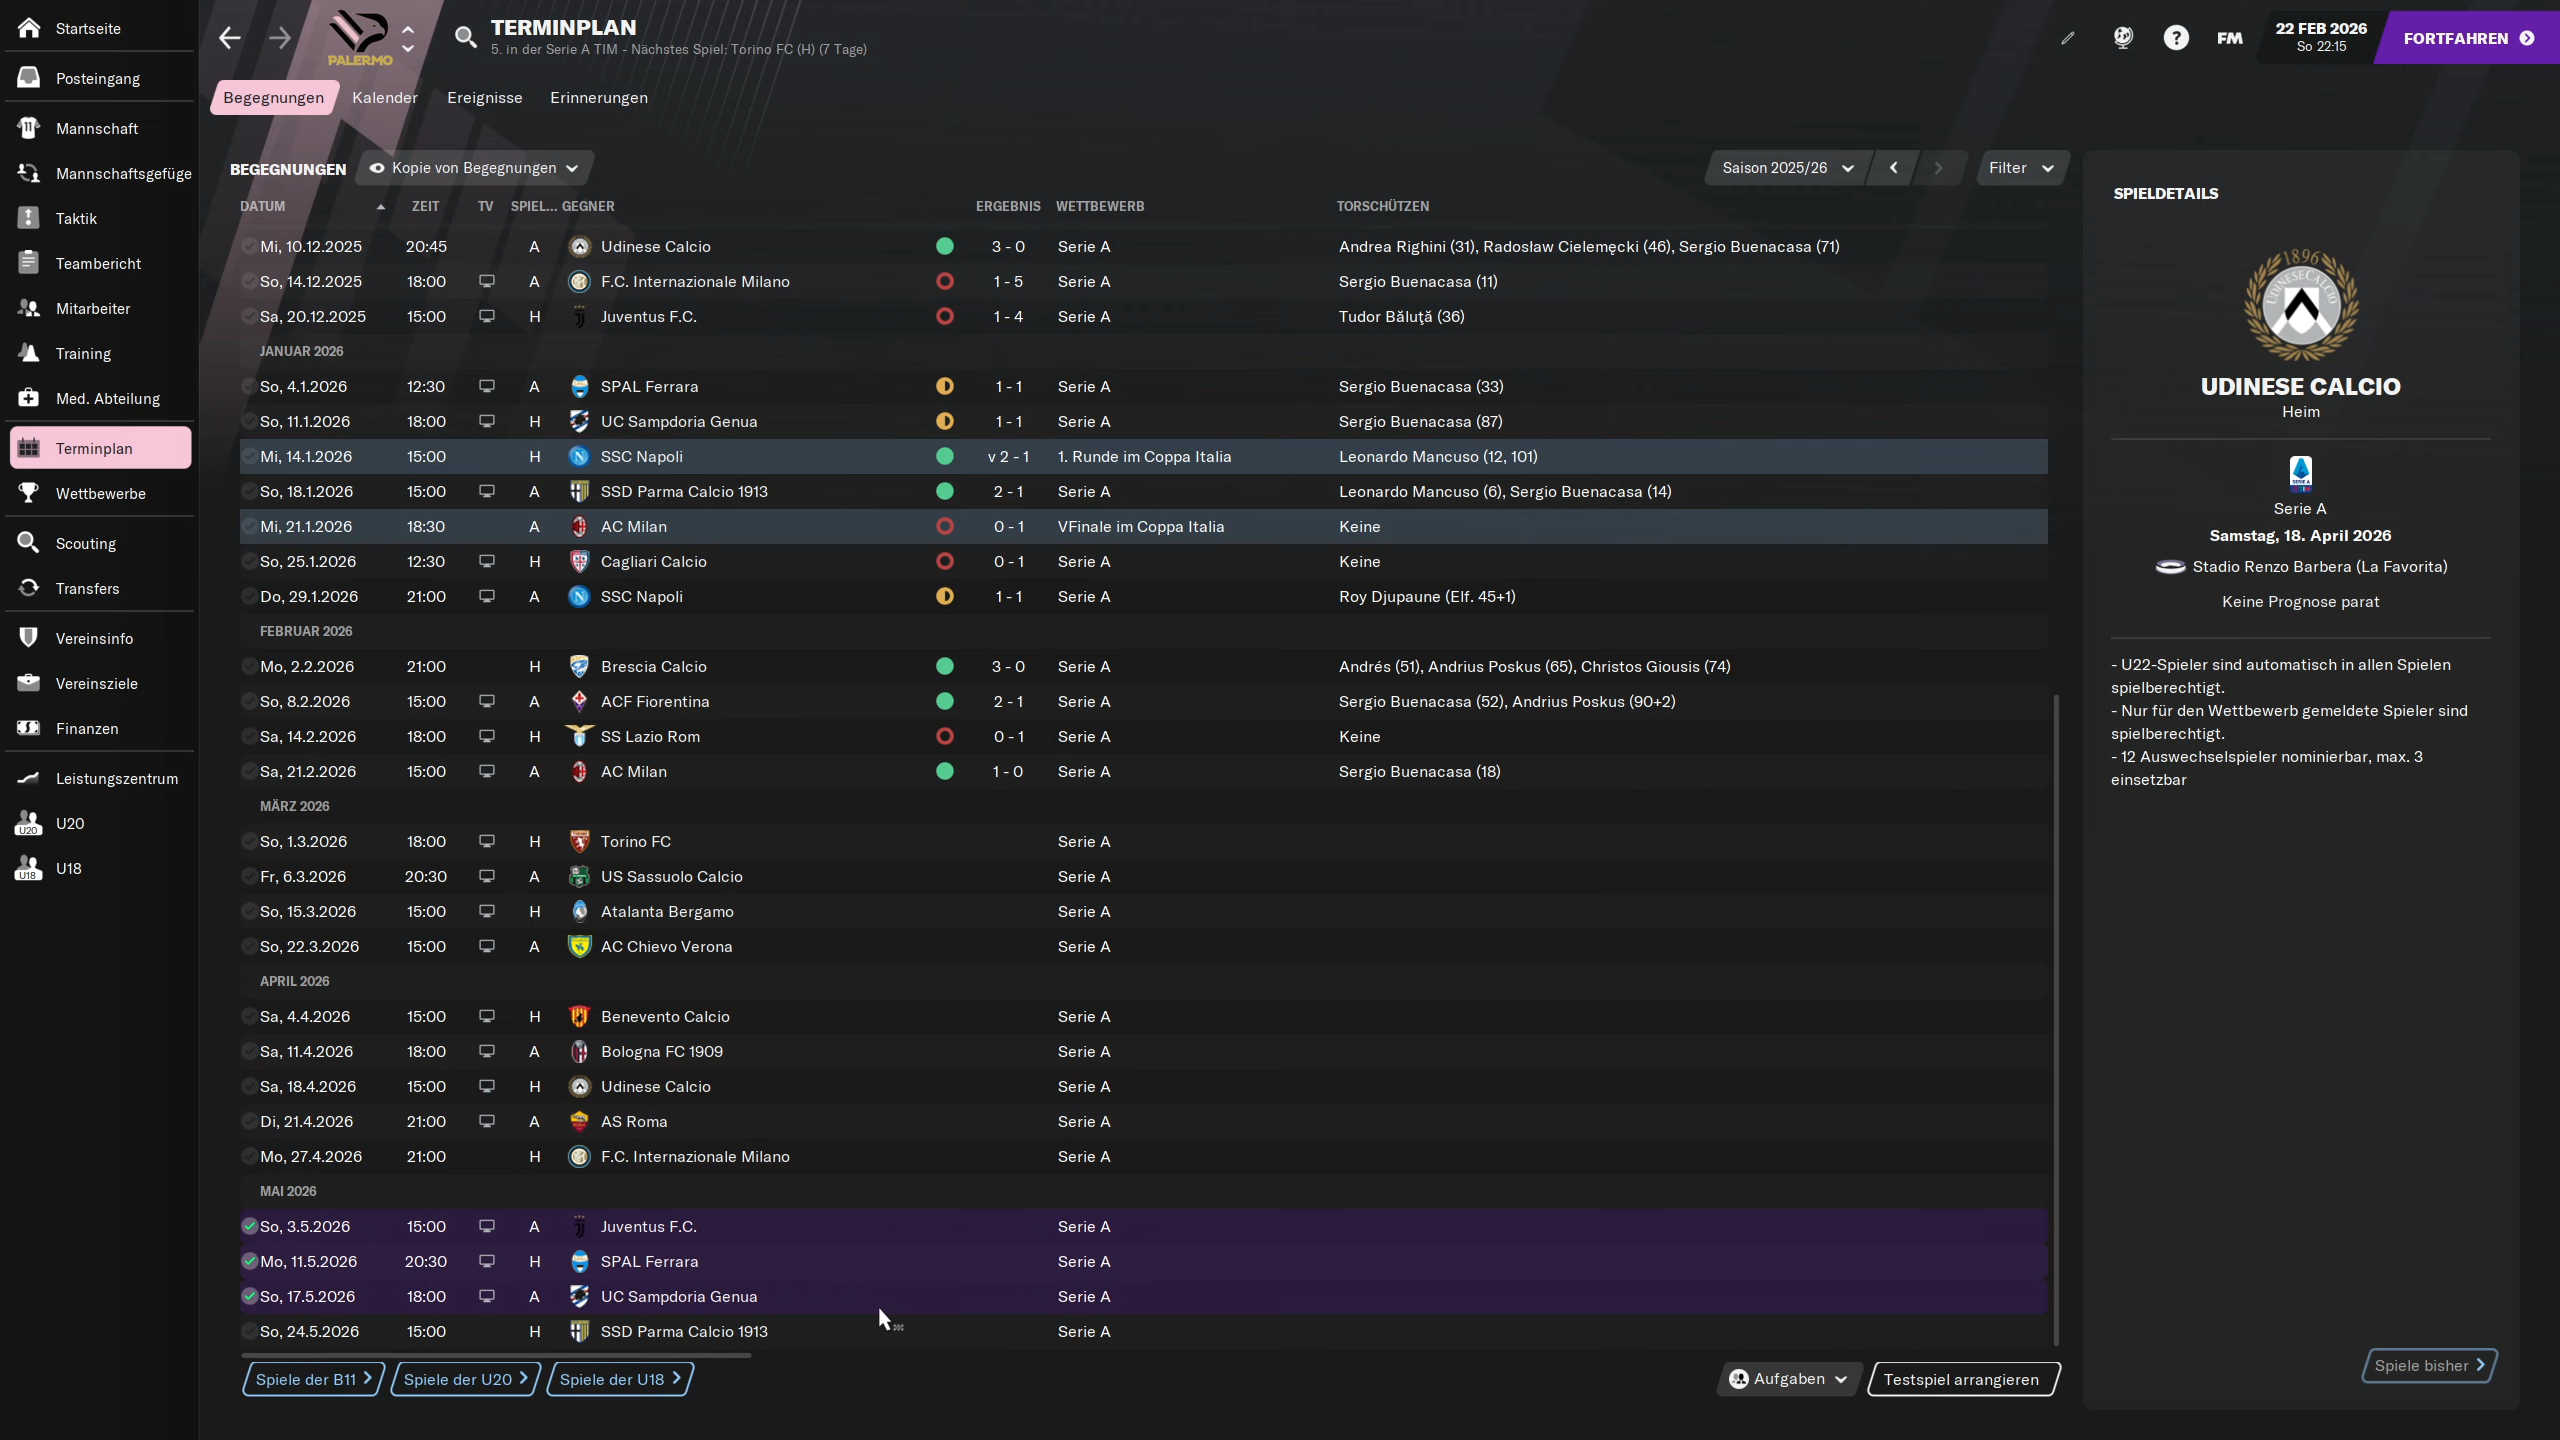 Startseite
Posteingang
Mannschaft
Mannschaftsgefüge
Taktik
Teambericht
Mitarbeiter
Training
Med. Abteilung
Terminplan
Wettbewerbe
Scouting
Transfers
Vereinsinfo
Vereinsziele
Finanzen
Leistungszentrum
U20 U20
U18 U18
PALERMO
TERMINPLAN
5. in der Serie A TIM - Nächstes Spiel: Torino FC (H) (7 Tage)
FM
22 FEB 2026
So 22:15
FORTFAHREN
Begegnungen Kalender Ereignisse Erinnerungen
BEGEGNUNGEN Kopie von Begegnungen Saison 2025/26 Filter
DATUM ZEIT TV SPIEL... GEGNER ERGEBNIS WETTBEWERB TORSCHÜTZEN
Mi, 10.12.2025 20:45 A Udinese Calcio 3 - 0 Serie A Andrea Righini (31), Radosław Cielemęcki (46), Sergio Buenacasa (71)
So, 14.12.2025 18:00 A F.C. Internazionale Milano 1 - 5 Serie A Sergio Buenacasa (11)
Sa, 20.12.2025 15:00 H Juventus F.C. 1 - 4 Serie A Tudor Băluţă (36)
JANUAR 2026
So, 4.1.2026 12:30 A SPAL Ferrara 1 - 1 Serie A Sergio Buenacasa (33)
So, 11.1.2026 18:00 H UC Sampdoria Genua 1 - 1 Serie A Sergio Buenacasa (87)
Mi, 14.1.2026 15:00 H SSC Napoli v 2 - 1 1. Runde im Coppa Italia Leonardo Mancuso (12, 101)
So, 18.1.2026 15:00 A SSD Parma Calcio 1913 2 - 1 Serie A Leonardo Mancuso (6), Sergio Buenacasa (14)
Mi, 21.1.2026 18:30 A AC Milan 0 - 1 VFinale im Coppa Italia Keine
So, 25.1.2026 12:30 H Cagliari Calcio 0 - 1 Serie A Keine
Do, 29.1.2026 21:00 A SSC Napoli 1 - 1 Serie A Roy Djupaune (Elf. 45+1)
FEBRUAR 2026
Mo, 2.2.2026 21:00 H Brescia Calcio 3 - 0 Serie A Andrés (51), Andrius Poskus (65), Christos Giousis (74)
So, 8.2.2026 15:00 A ACF Fiorentina 2 - 1 Serie A Sergio Buenacasa (52), Andrius Poskus (90+2)
Sa, 14.2.2026 18:00 H SS Lazio Rom 0 - 1 Serie A Keine
Sa, 21.2.2026 15:00 A AC Milan 1 - 0 Serie A Sergio Buenacasa (18)
MÄRZ 2026
So, 1.3.2026 18:00 H Torino FC Serie A
Fr, 6.3.2026 20:30 A US Sassuolo Calcio Serie A
So, 15.3.2026 15:00 H Atalanta Bergamo Serie A
So, 22.3.2026 15:00 A AC Chievo Verona Serie A
APRIL 2026
Sa, 4.4.2026 15:00 H Benevento Calcio Serie A
Sa, 11.4.2026 18:00 A Bologna FC 1909 Serie A
Sa, 18.4.2026 15:00 H Udinese Calcio Serie A
Di, 21.4.2026 21:00 A AS Roma Serie A
Mo, 27.4.2026 21:00 H F.C. Internazionale Milano Serie A
MAI 2026
So, 3.5.2026 15:00 A Juventus F.C. Serie A
Mo, 11.5.2026 20:30 H SPAL Ferrara Serie A
So, 17.5.2026 18:00 A UC Sampdoria Genua Serie A
So, 24.5.2026 15:00 H SSD Parma Calcio 1913 Serie A
Spiele der B11 Spiele der U20 Spiele der U18 Aufgaben Testspiel arrangieren
SPIELDETAILS
1896
UDINESE CALCIO
UDINESE CALCIO
Heim
SERIE A
Serie A
Samstag, 18. April 2026
Stadio Renzo Barbera (La Favorita)
Keine Prognose parat
- U22-Spieler sind automatisch in allen Spielen
spielberechtigt.
- Nur für den Wettbewerb gemeldete Spieler sind
spielberechtigt.
- 12 Auswechselspieler nominierbar, max. 3
einsetzbar
Spiele bisher